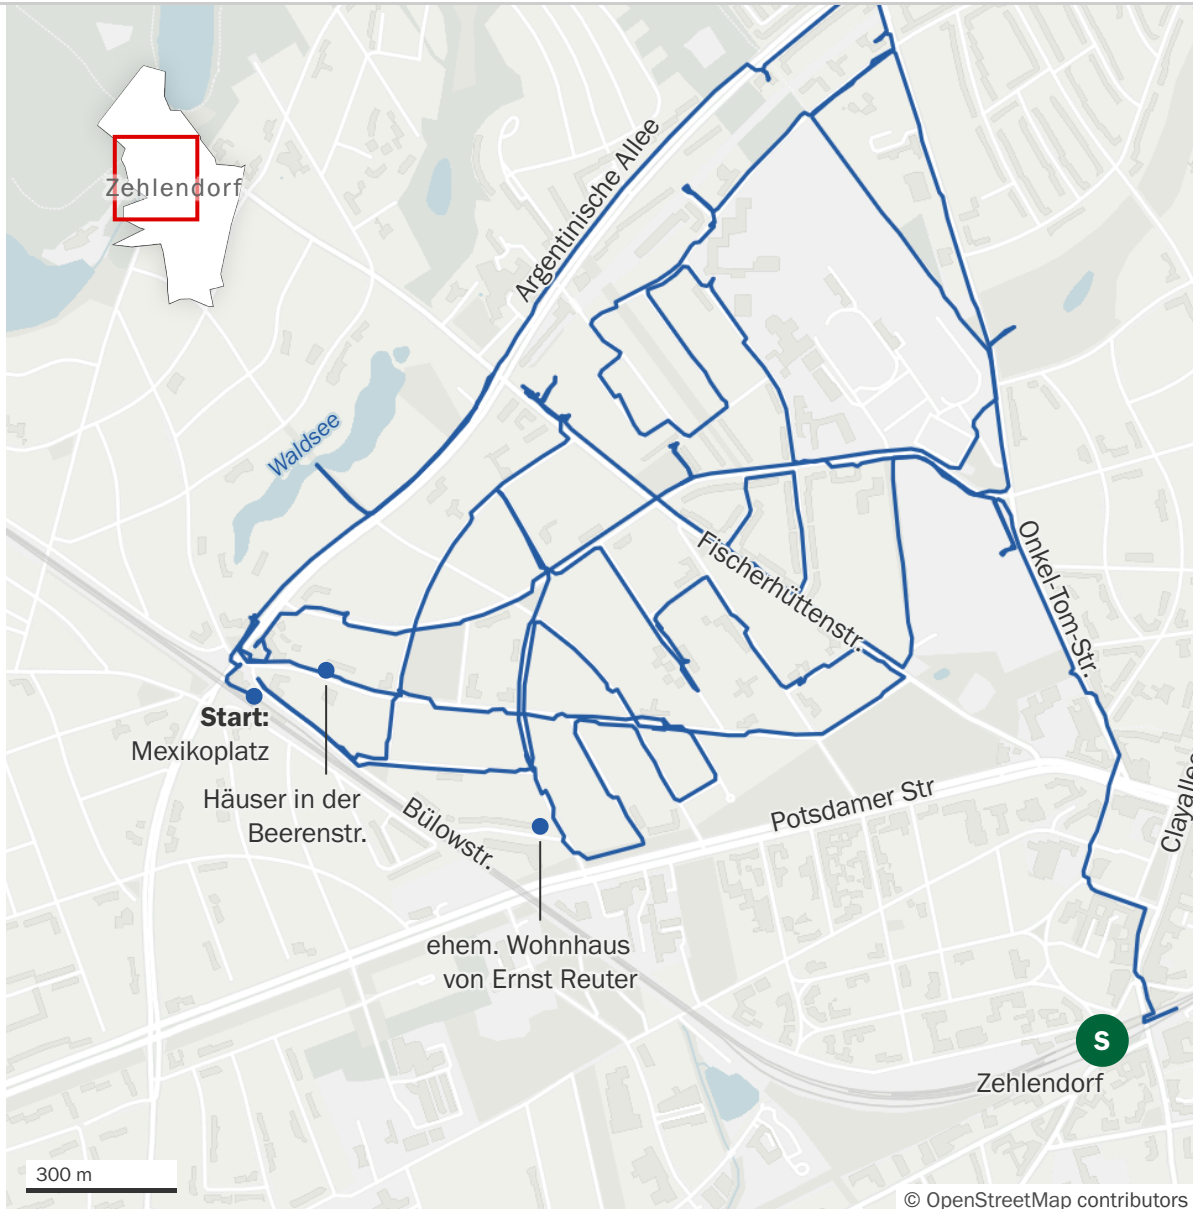 Zehlendorf
Argentinische Allee
Waldsee
Fischerhüttenstr.
Onkel-Tom-Str.
Start:
Mexikoplatz
Häuser in der
Beerenstr.
Bülowstr.
Potsdamer Str
Clayallee
ehem. Wohnhaus
von Ernst Reuter
S
Zehlendorf
300 m
© OpenStreetMap contributors